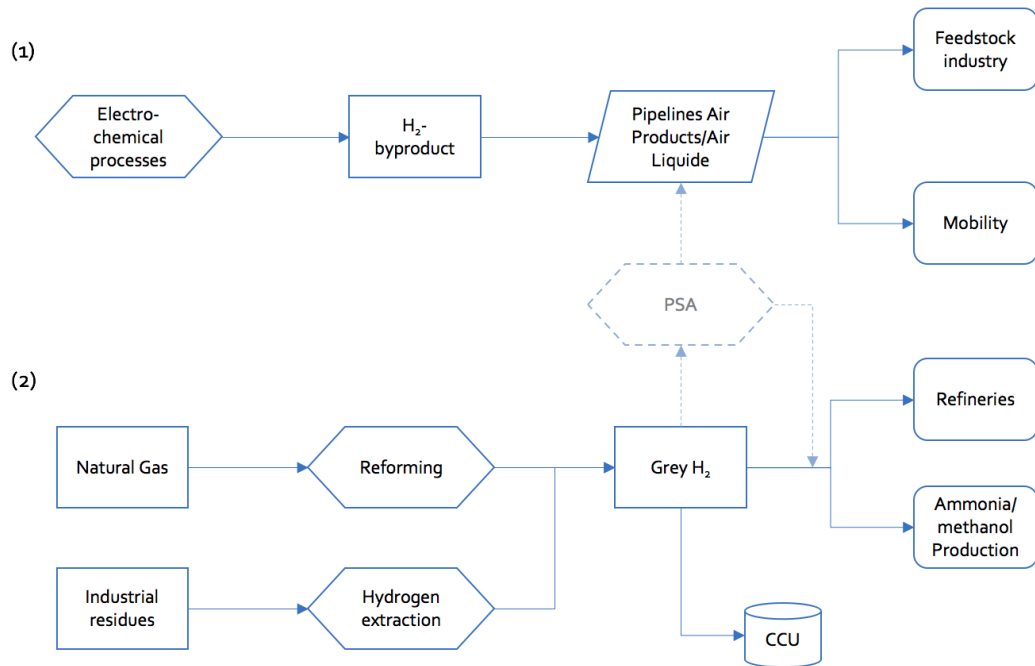 (1)
Electro-
chemical
processes
H₂-
byproduct
Pipelines Air
Products/Air
Liquide
Feedstock
industry
Mobility
PSA
(2)
Natural Gas
Reforming
Grey H₂
Refineries
Ammonia/
methanol
Production
Industrial
residues
Hydrogen
extraction
CCU